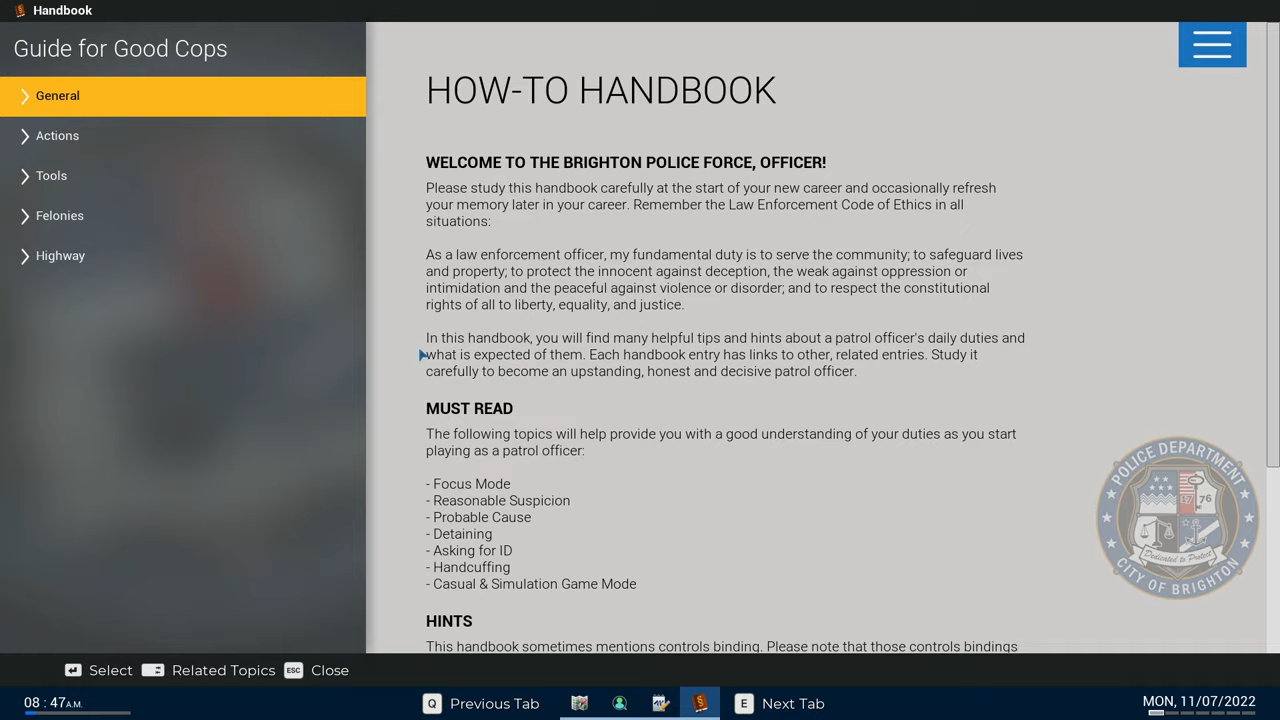 Handbook
Guide for Good Cops
General
Actions
Tools
Felonies
Highway
HOW-TO HANDBOOK
WELCOME TO THE BRIGHTON POLICE FORCE, OFFICER!
Please study this handbook carefully at the start of your new career and occasionally refresh
your memory later in your career. Remember the Law Enforcement Code of Ethics in all
situations:
As a law enforcement officer, my fundamental duty is to serve the community; to safeguard lives
and property; to protect the innocent against deception, the weak against oppression or
intimidation and the peaceful against violence or disorder; and to respect the constitutional
rights of all to liberty, equality, and justice.
In this handbook, you will find many helpful tips and hints about a patrol officer's daily duties and
what is expected of them. Each handbook entry has links to other, related entries. Study it
carefully to become an upstanding, honest and decisive patrol officer.
MUST READ
The following topics will help provide you with a good understanding of your duties as you start
playing as a patrol officer:
- Focus Mode
- Reasonable Suspicion
- Probable Cause
- Detaining
- Asking for ID
- Handcuffing
- Casual & Simulation Game Mode
HINTS
This handbook sometimes mentions controls binding. Please note that those controls bindings
POLICE DEPARTMENT
17 76
Dedicated to Protect
CITY OF BRIGHTON
Select
Related Topics
ESC Close
08 : 47 A.M.
Q Previous Tab
E Next Tab
MON, 11/07/2022